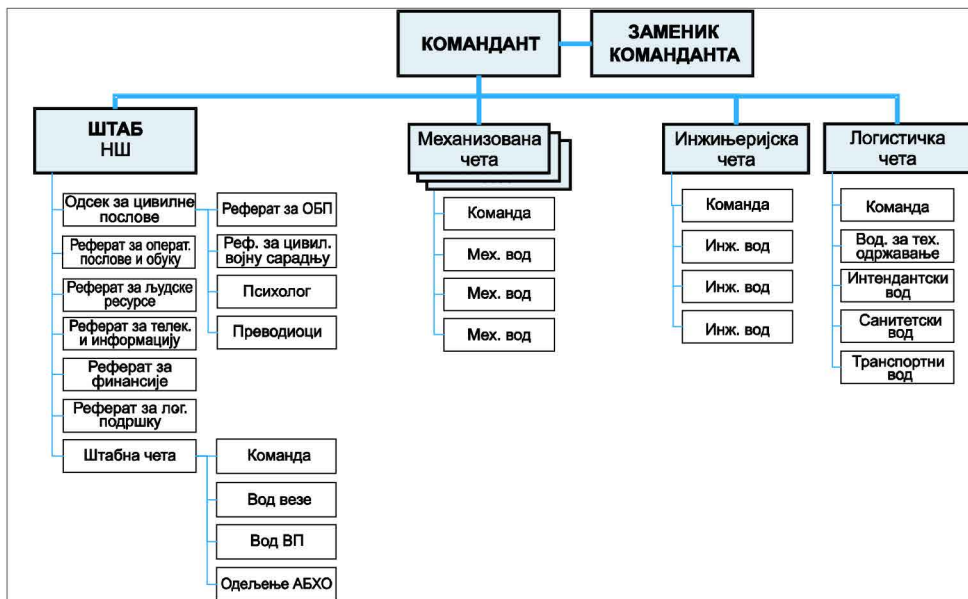 КОМАНДАНТ
ЗАМЕНИК
КОМАНДАНТА
ШТАБ
НШ
Механизована
чета
Инжињеријска
чета
Логистичка
чета
Одсек за цивилне
послове
Реферат за операт.
послове и обуку
Реферат за људске
ресурсе
Реферат за телек.
и информацију
Реферат за
финансије
Реферат за лог.
подршку
Штабна чета
Реферат за ОБП
Реф. за цивил.
војну сарадњу
Психолог
Преводиоци
Команда
Вод везе
Вод ВП
Одељење АБХО
Команда
Мех. вод
Мех. вод
Мех. вод
Команда
Инж. вод
Инж. вод
Инж. вод
Команда
Вод. за тех.
одржавање
Интендантски
вод
Санитетски
вод
Транспортни
вод